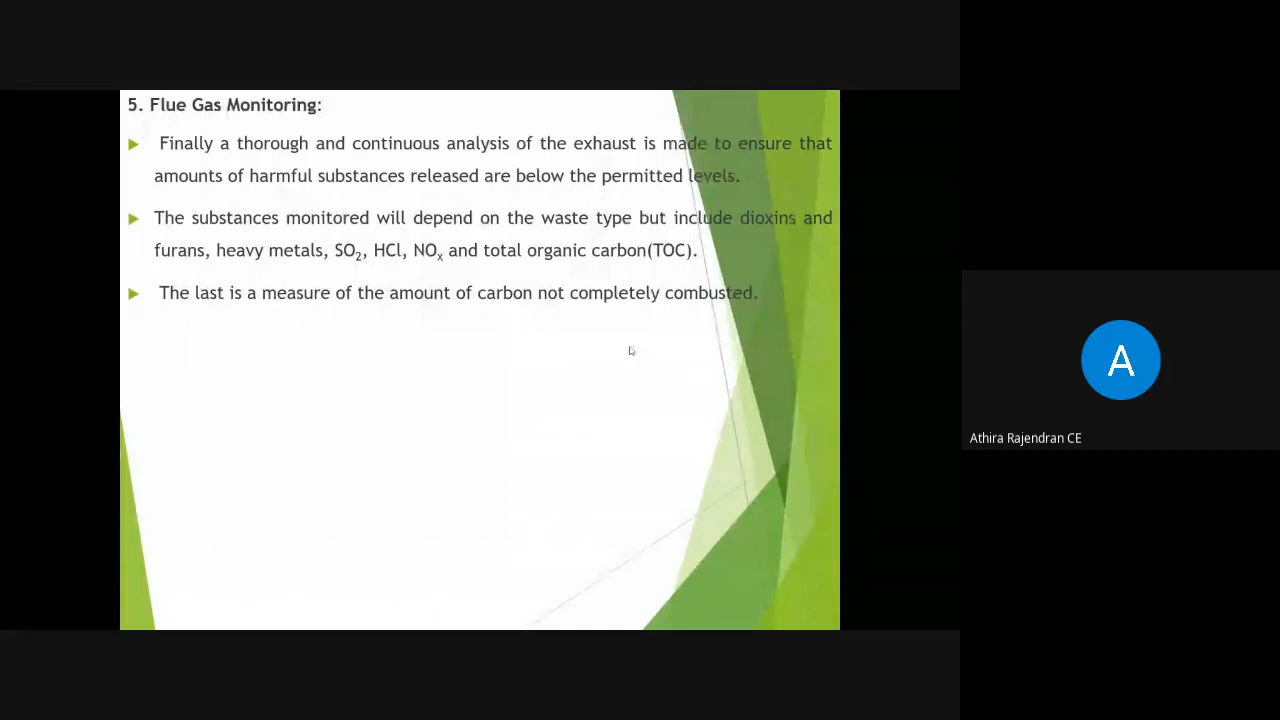 5. Flue Gas Monitoring:
Finally a thorough and continuous analysis of the exhaust is made to ensure that
amounts of harmful substances released are below the permitted levels.
The substances monitored will depend on the waste type but include dioxins and
furans, heavy metals, SO₂, HCl, NOₓ and total organic carbon(TOC).
The last is a measure of the amount of carbon not completely combusted.
A
Athira Rajendran CE